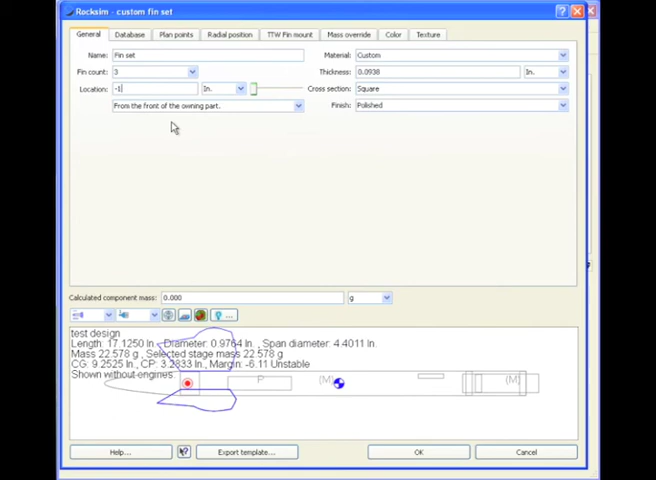 Rocksim - custom fin set
General Database Plan points Radial position TTW Fin mount Mass override Color Texture
Name: Fin set Material: Custom
Fin count: 3 Thickness: 0.0938 In.
Location: -1 In. Cross section: Square
From the front of the owning part. Finish: Polished
Calculated component mass: 0.000 g
...
test design
Length: 17.1250 In. , Diameter: 0.9764 In. , Span diameter: 4.4011 In.
Mass 22.578 g , Selected stage mass 22.578 g
CG: 9.2525 In., CP: 3.2833 In., Margin: -6.11 Unstable
Shown without engines.
P (M) (M)
Help... Export template... OK Cancel